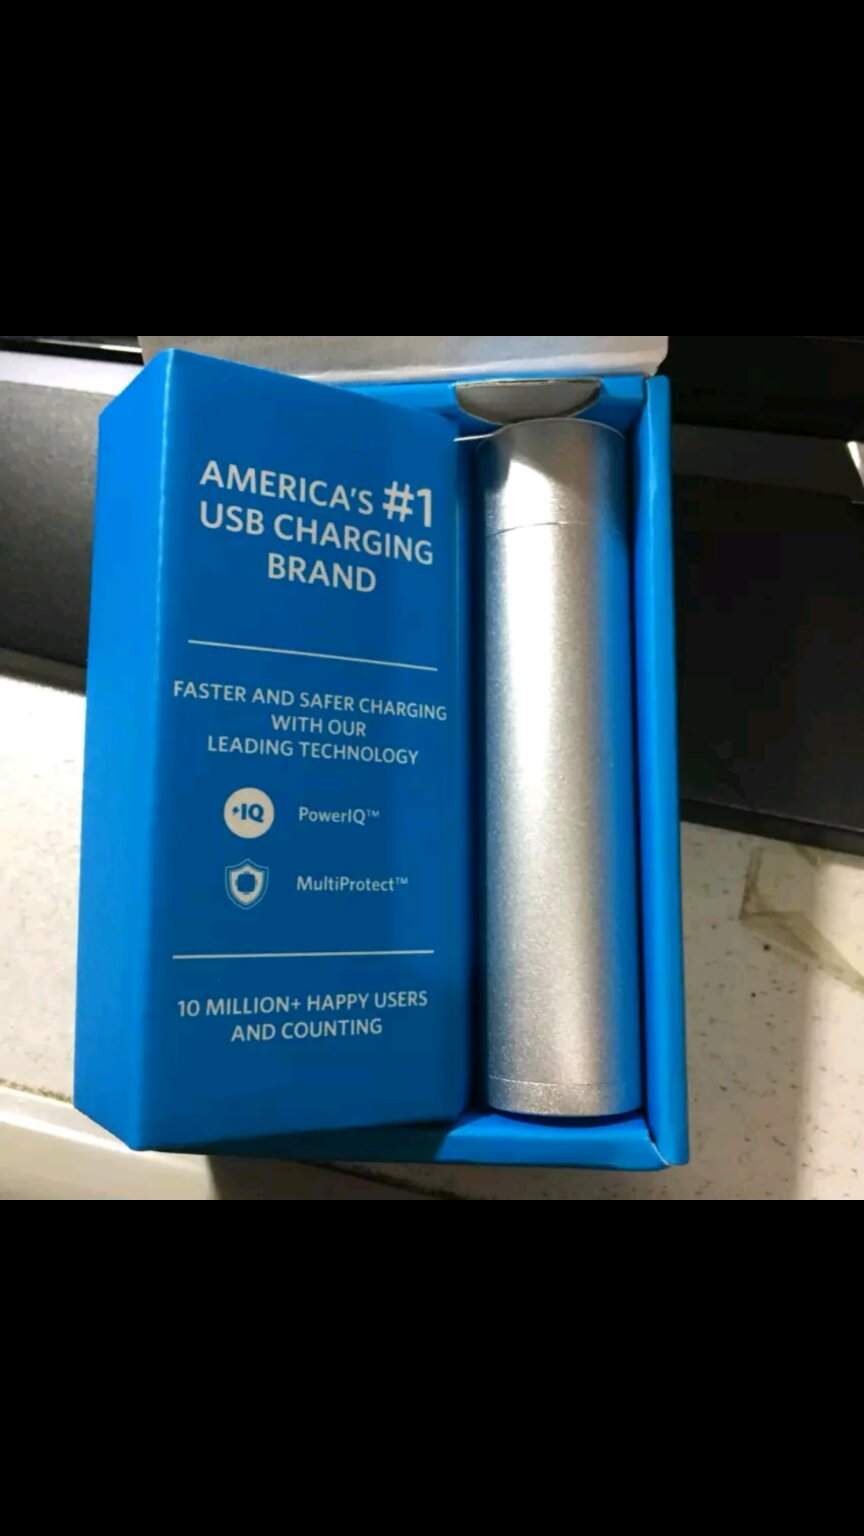 AMERICA'S #1
USB CHARGING
BRAND
FASTER AND SAFER CHARGING
WITH OUR
LEADING TECHNOLOGY
IQ
PowerIQ™
MultiProtect™
10 MILLION+ HAPPY USERS
AND COUNTING